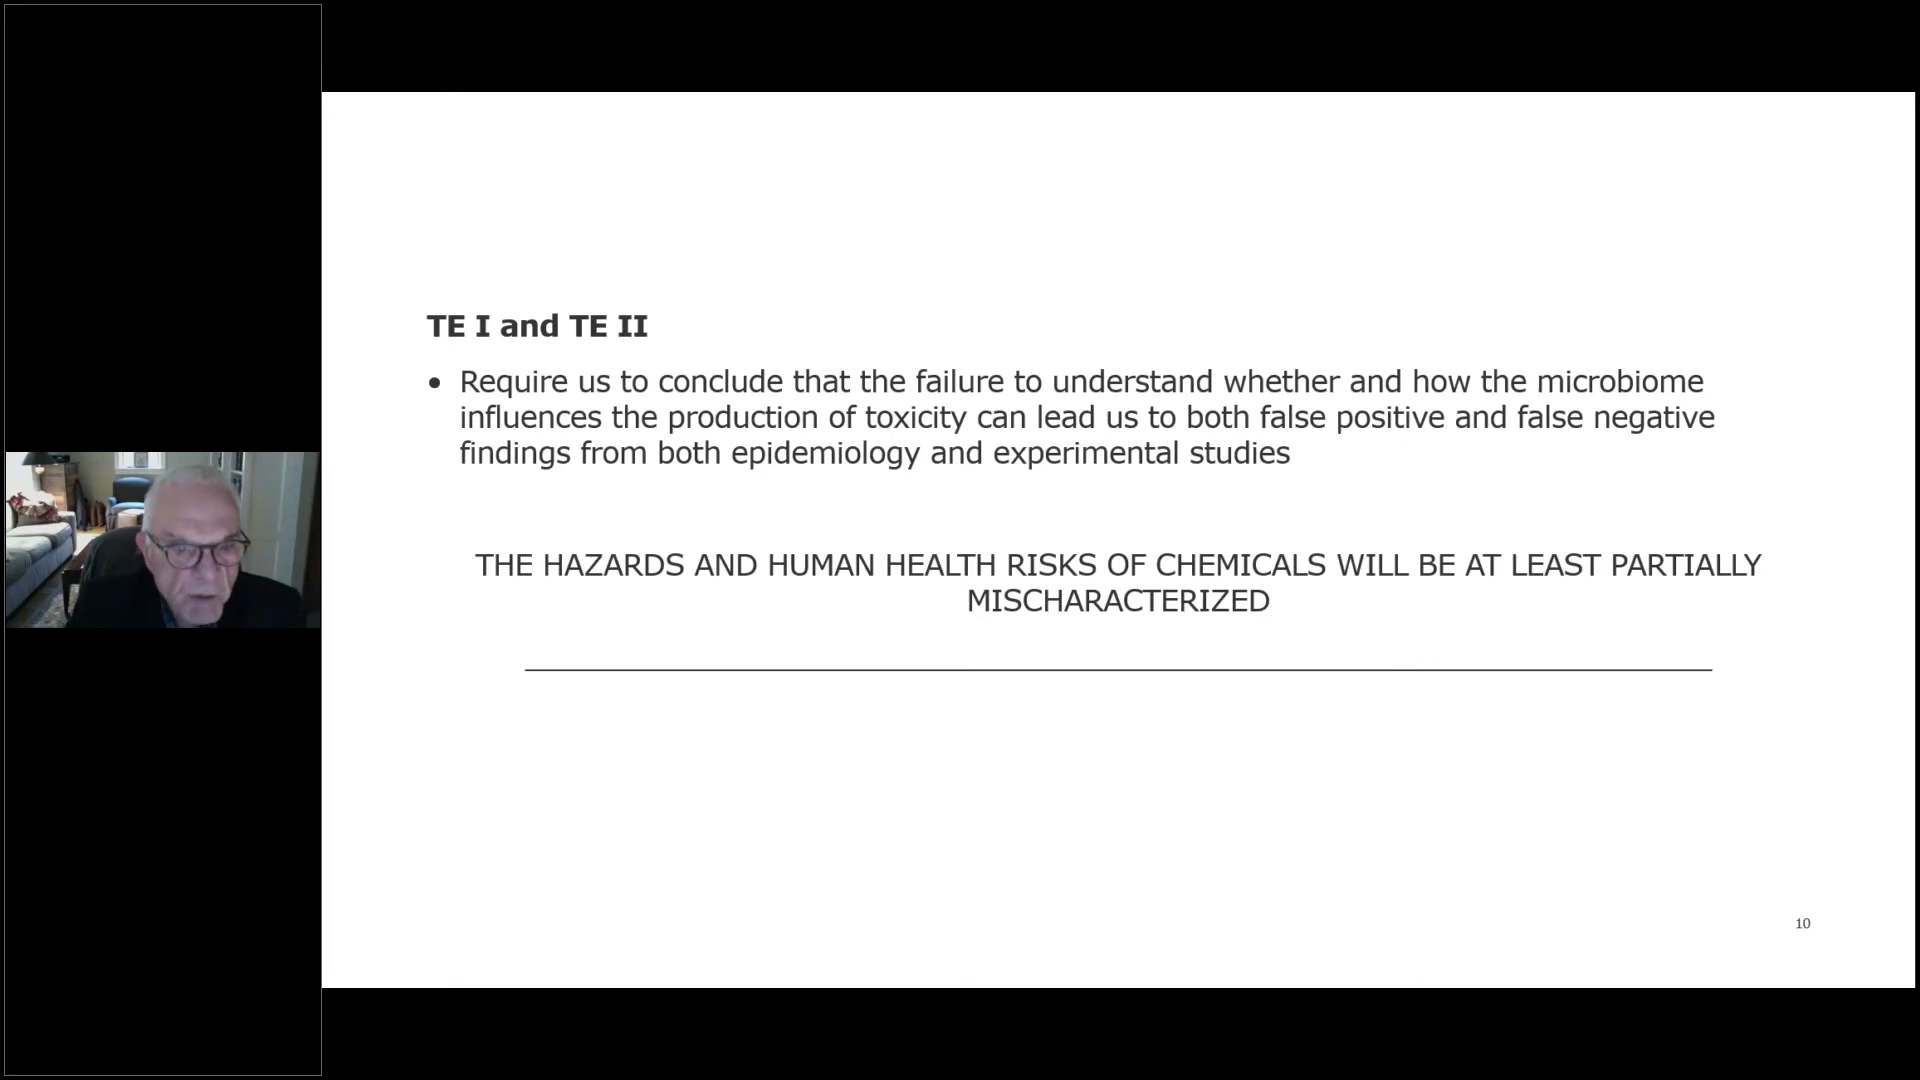 TE I and TE II
• Require us to conclude that the failure to understand whether and how the microbiome
influences the production of toxicity can lead us to both false positive and false negative
findings from both epidemiology and experimental studies
THE HAZARDS AND HUMAN HEALTH RISKS OF CHEMICALS WILL BE AT LEAST PARTIALLY
MISCHARACTERIZED
10